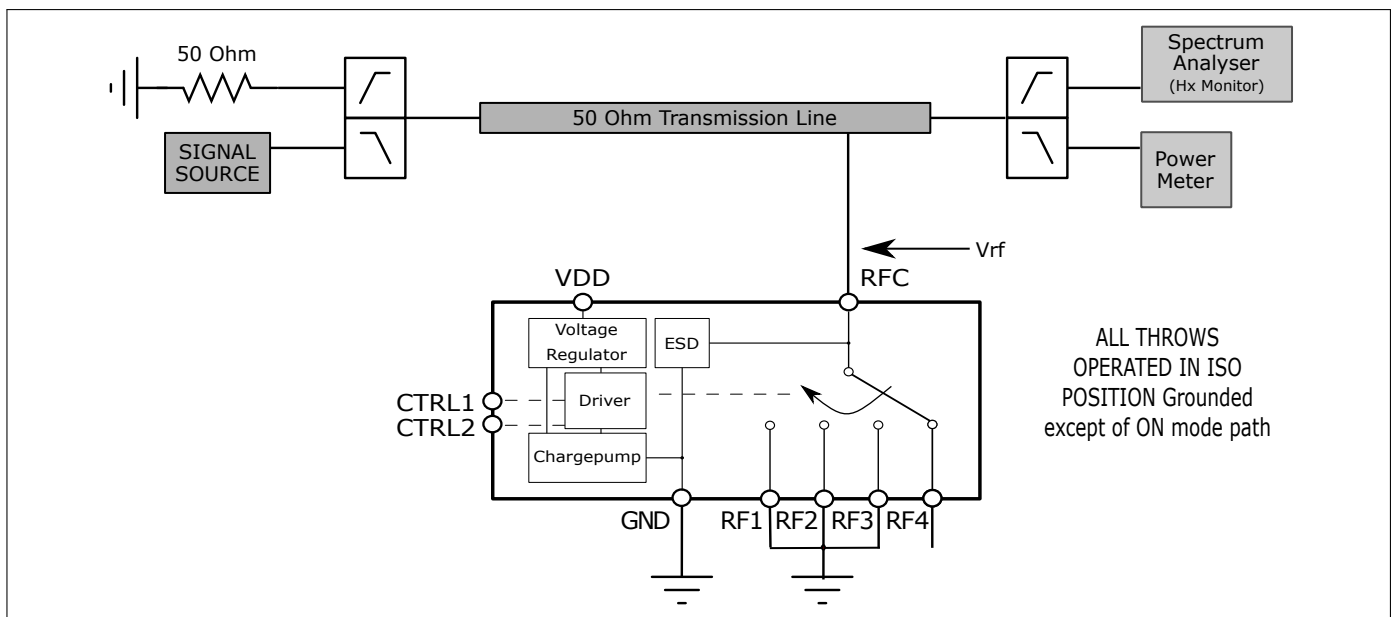 50 Ohm
SIGNAL
SOURCE
50 Ohm Transmission Line
Spectrum
Analyser
(Hx Monitor)
Power
Meter
Vrf
VDD
RFC
Voltage
Regulator
ESD
Driver
Chargepump
CTRL1
CTRL2
ALL THROWS
OPERATED IN ISO
POSITION Grounded
except of ON mode path
GND
RF1
RF2
RF3
RF4